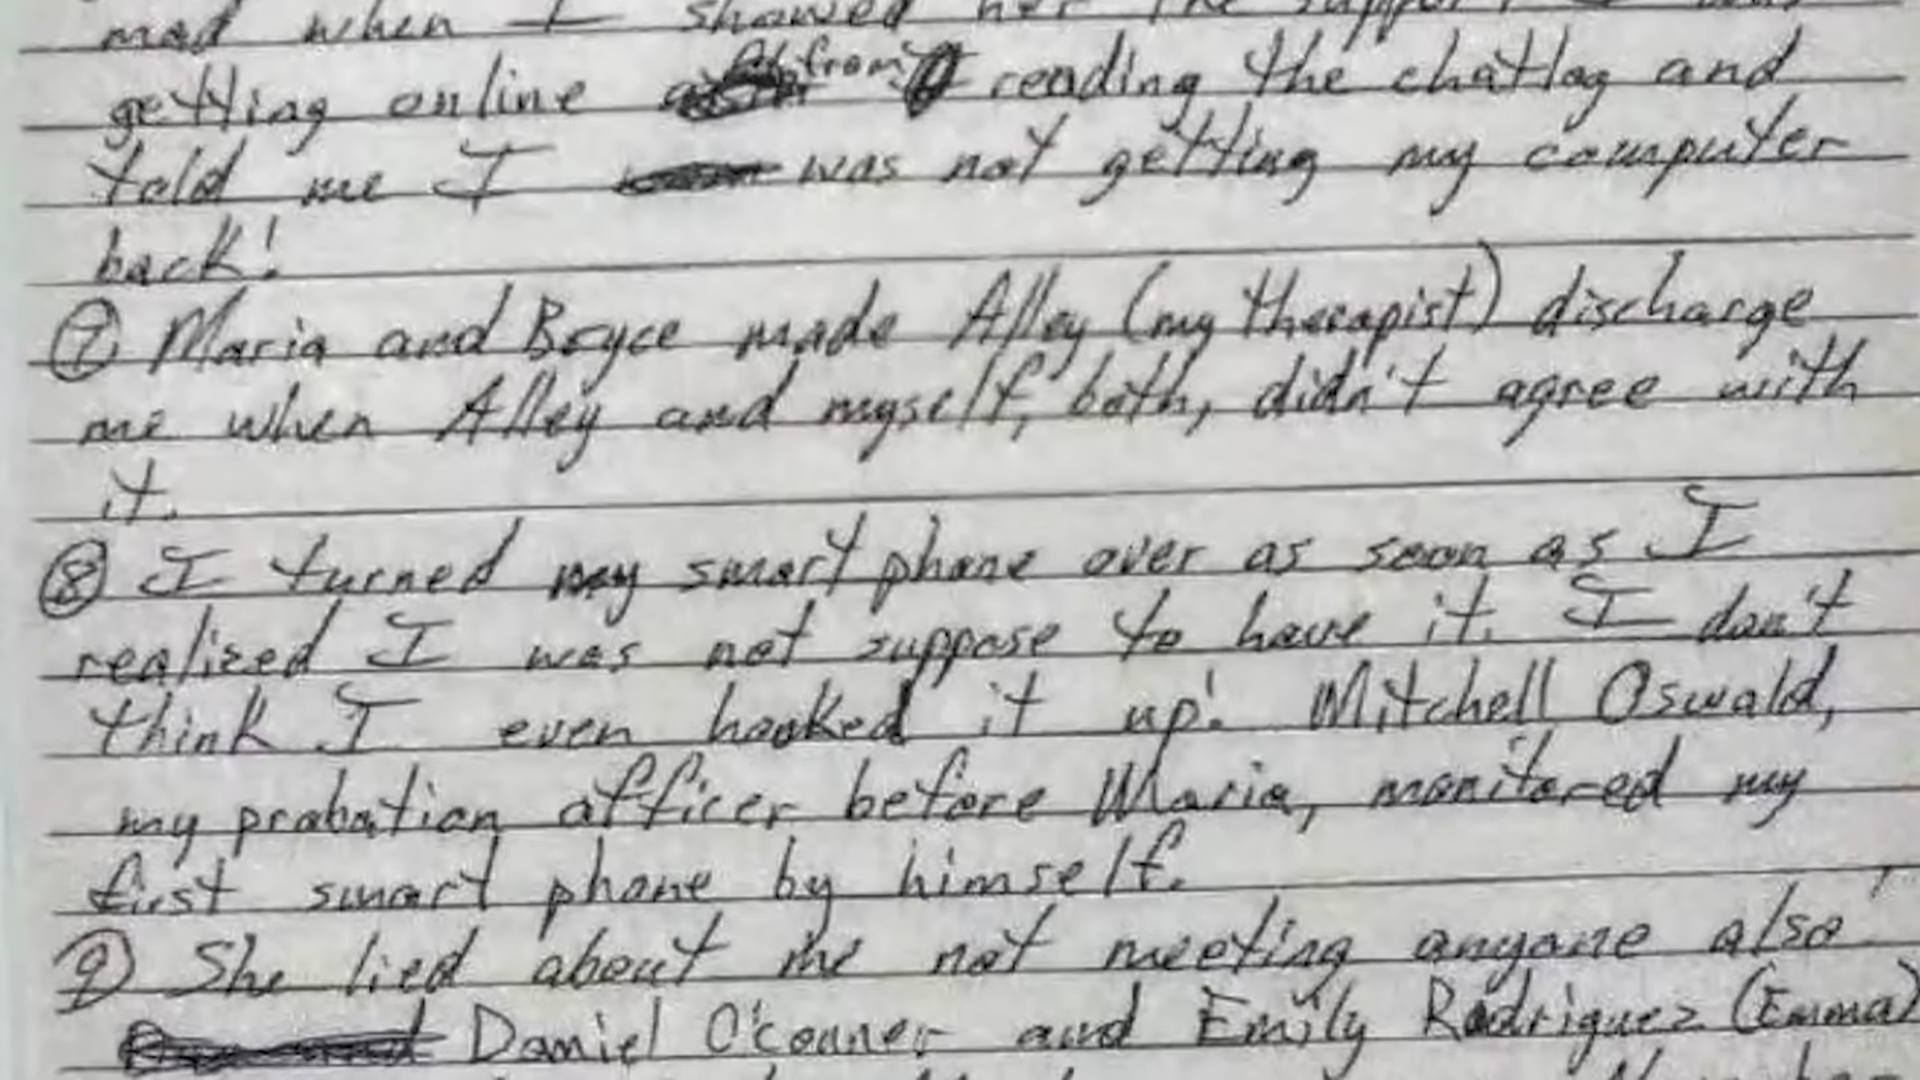 mad when I showed her the support I was
getting online from reading the chatlog and
told me I was not getting my computer
back!
⑦ Maria and Bryce made Alley (my therapist) discharge
me when Alley and myself, both, didn't agree with
it.
⑧ I turned my smart phone over as soon as I
realized I was not suppose to have it. I don't
think I even hooked it up! Mitchell Oswald,
my probation officer before Maria, monitored my
first smart phone by himself.
⑨ She lied about me not meeting anyone also
Daniel O'conner and Emily Rodriguez (Emma)